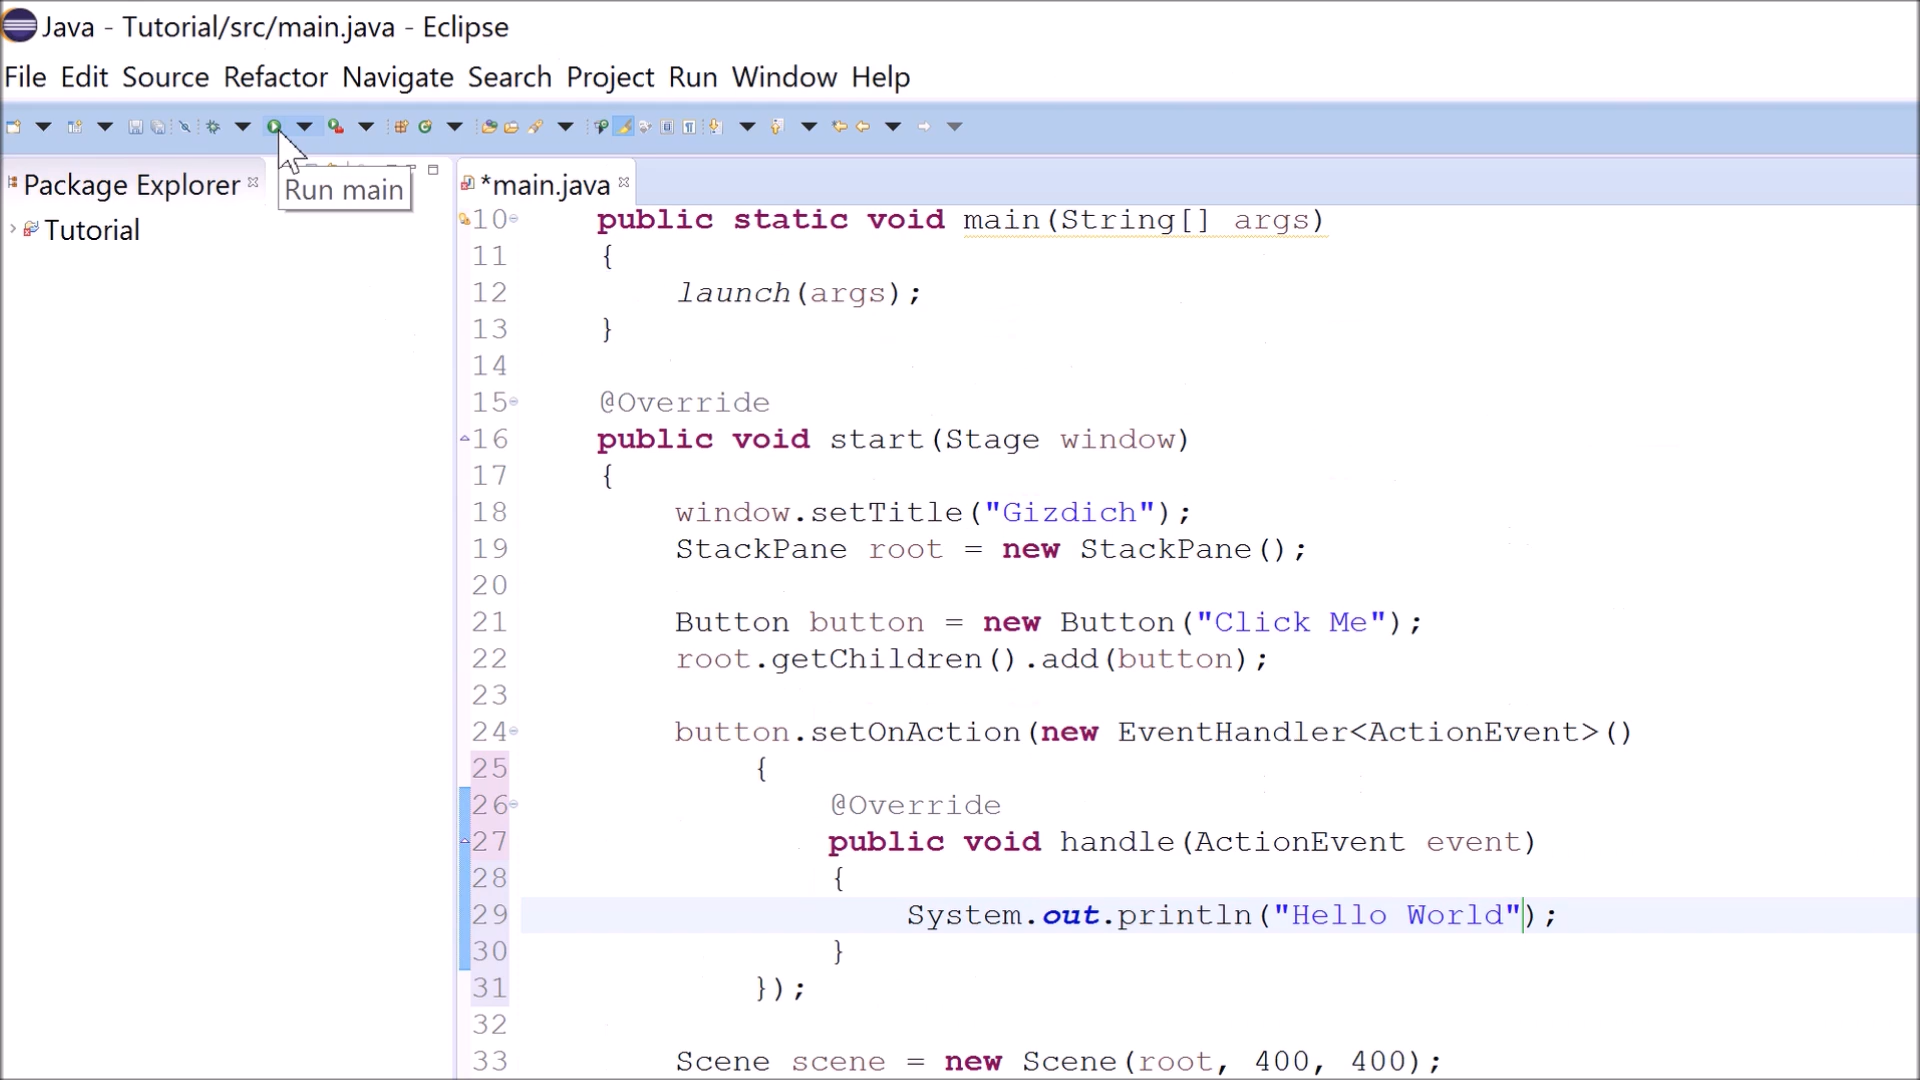 Java - Tutorial/src/main.java - Eclipse
File Edit Source Refactor Navigate Search Project Run Window Help
Package Explorer
Run main
*main.java
Tutorial
10 public static void main(String[] args)
11 {
12 launch(args);
13 }
14
15 @Override
16 public void start(Stage window)
17 {
18 window.setTitle("Gizdich");
19 StackPane root = new StackPane();
20
21 Button button = new Button("Click Me");
22 root.getChildren().add(button);
23
24 button.setOnAction(new EventHandler<ActionEvent>()
25 {
26 @Override
27 public void handle(ActionEvent event)
28 {
29 System.out.println("Hello World");
30 }
31 });
32
33 Scene scene = new Scene(root, 400, 400);